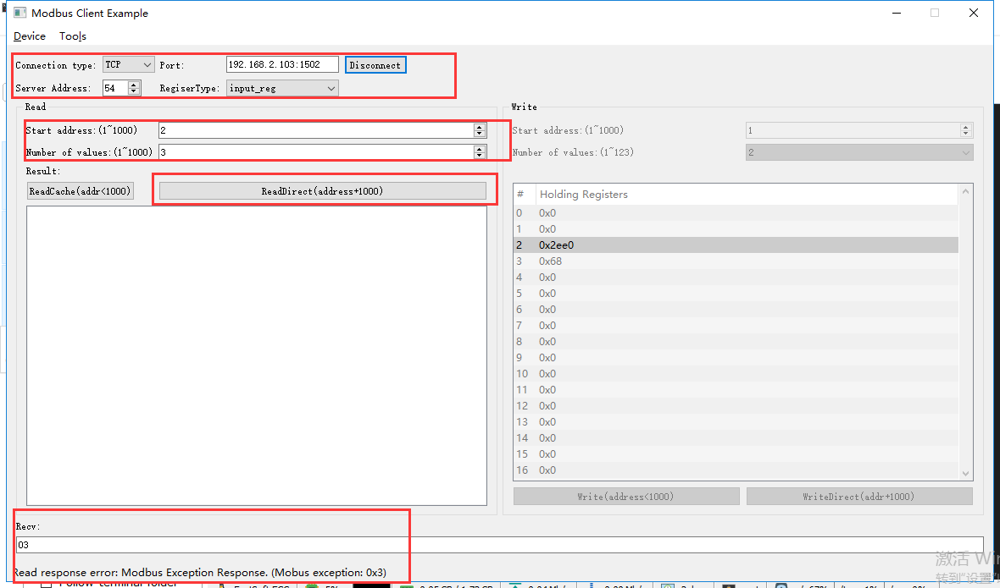 Modbus Client Example
Device Tools
Connection type: TCP Port: 192.168.2.103:1502 Disconnect
Server Address: 54 RegiserType: input_reg
Read
Start address:(1~1000) 2
Number of values:(1~1000) 3
Result:
ReadCache(addr<1000) ReadDirect(address+1000)
Write
Start address:(1~1000) 1
Number of values:(1~123) 2
# Holding Registers
0 0x0
1 0x0
2 0x2ee0
3 0x68
4 0x0
5 0x0
6 0x0
7 0x0
8 0x0
9 0x0
10 0x0
11 0x0
12 0x0
13 0x0
14 0x0
15 0x0
16 0x0
Write(address<1000) WriteDirect(addr+1000)
Recv:
03
Read response error: Modbus Exception Response. (Mobus exception: 0x3)
激活 Win
转到"设置"